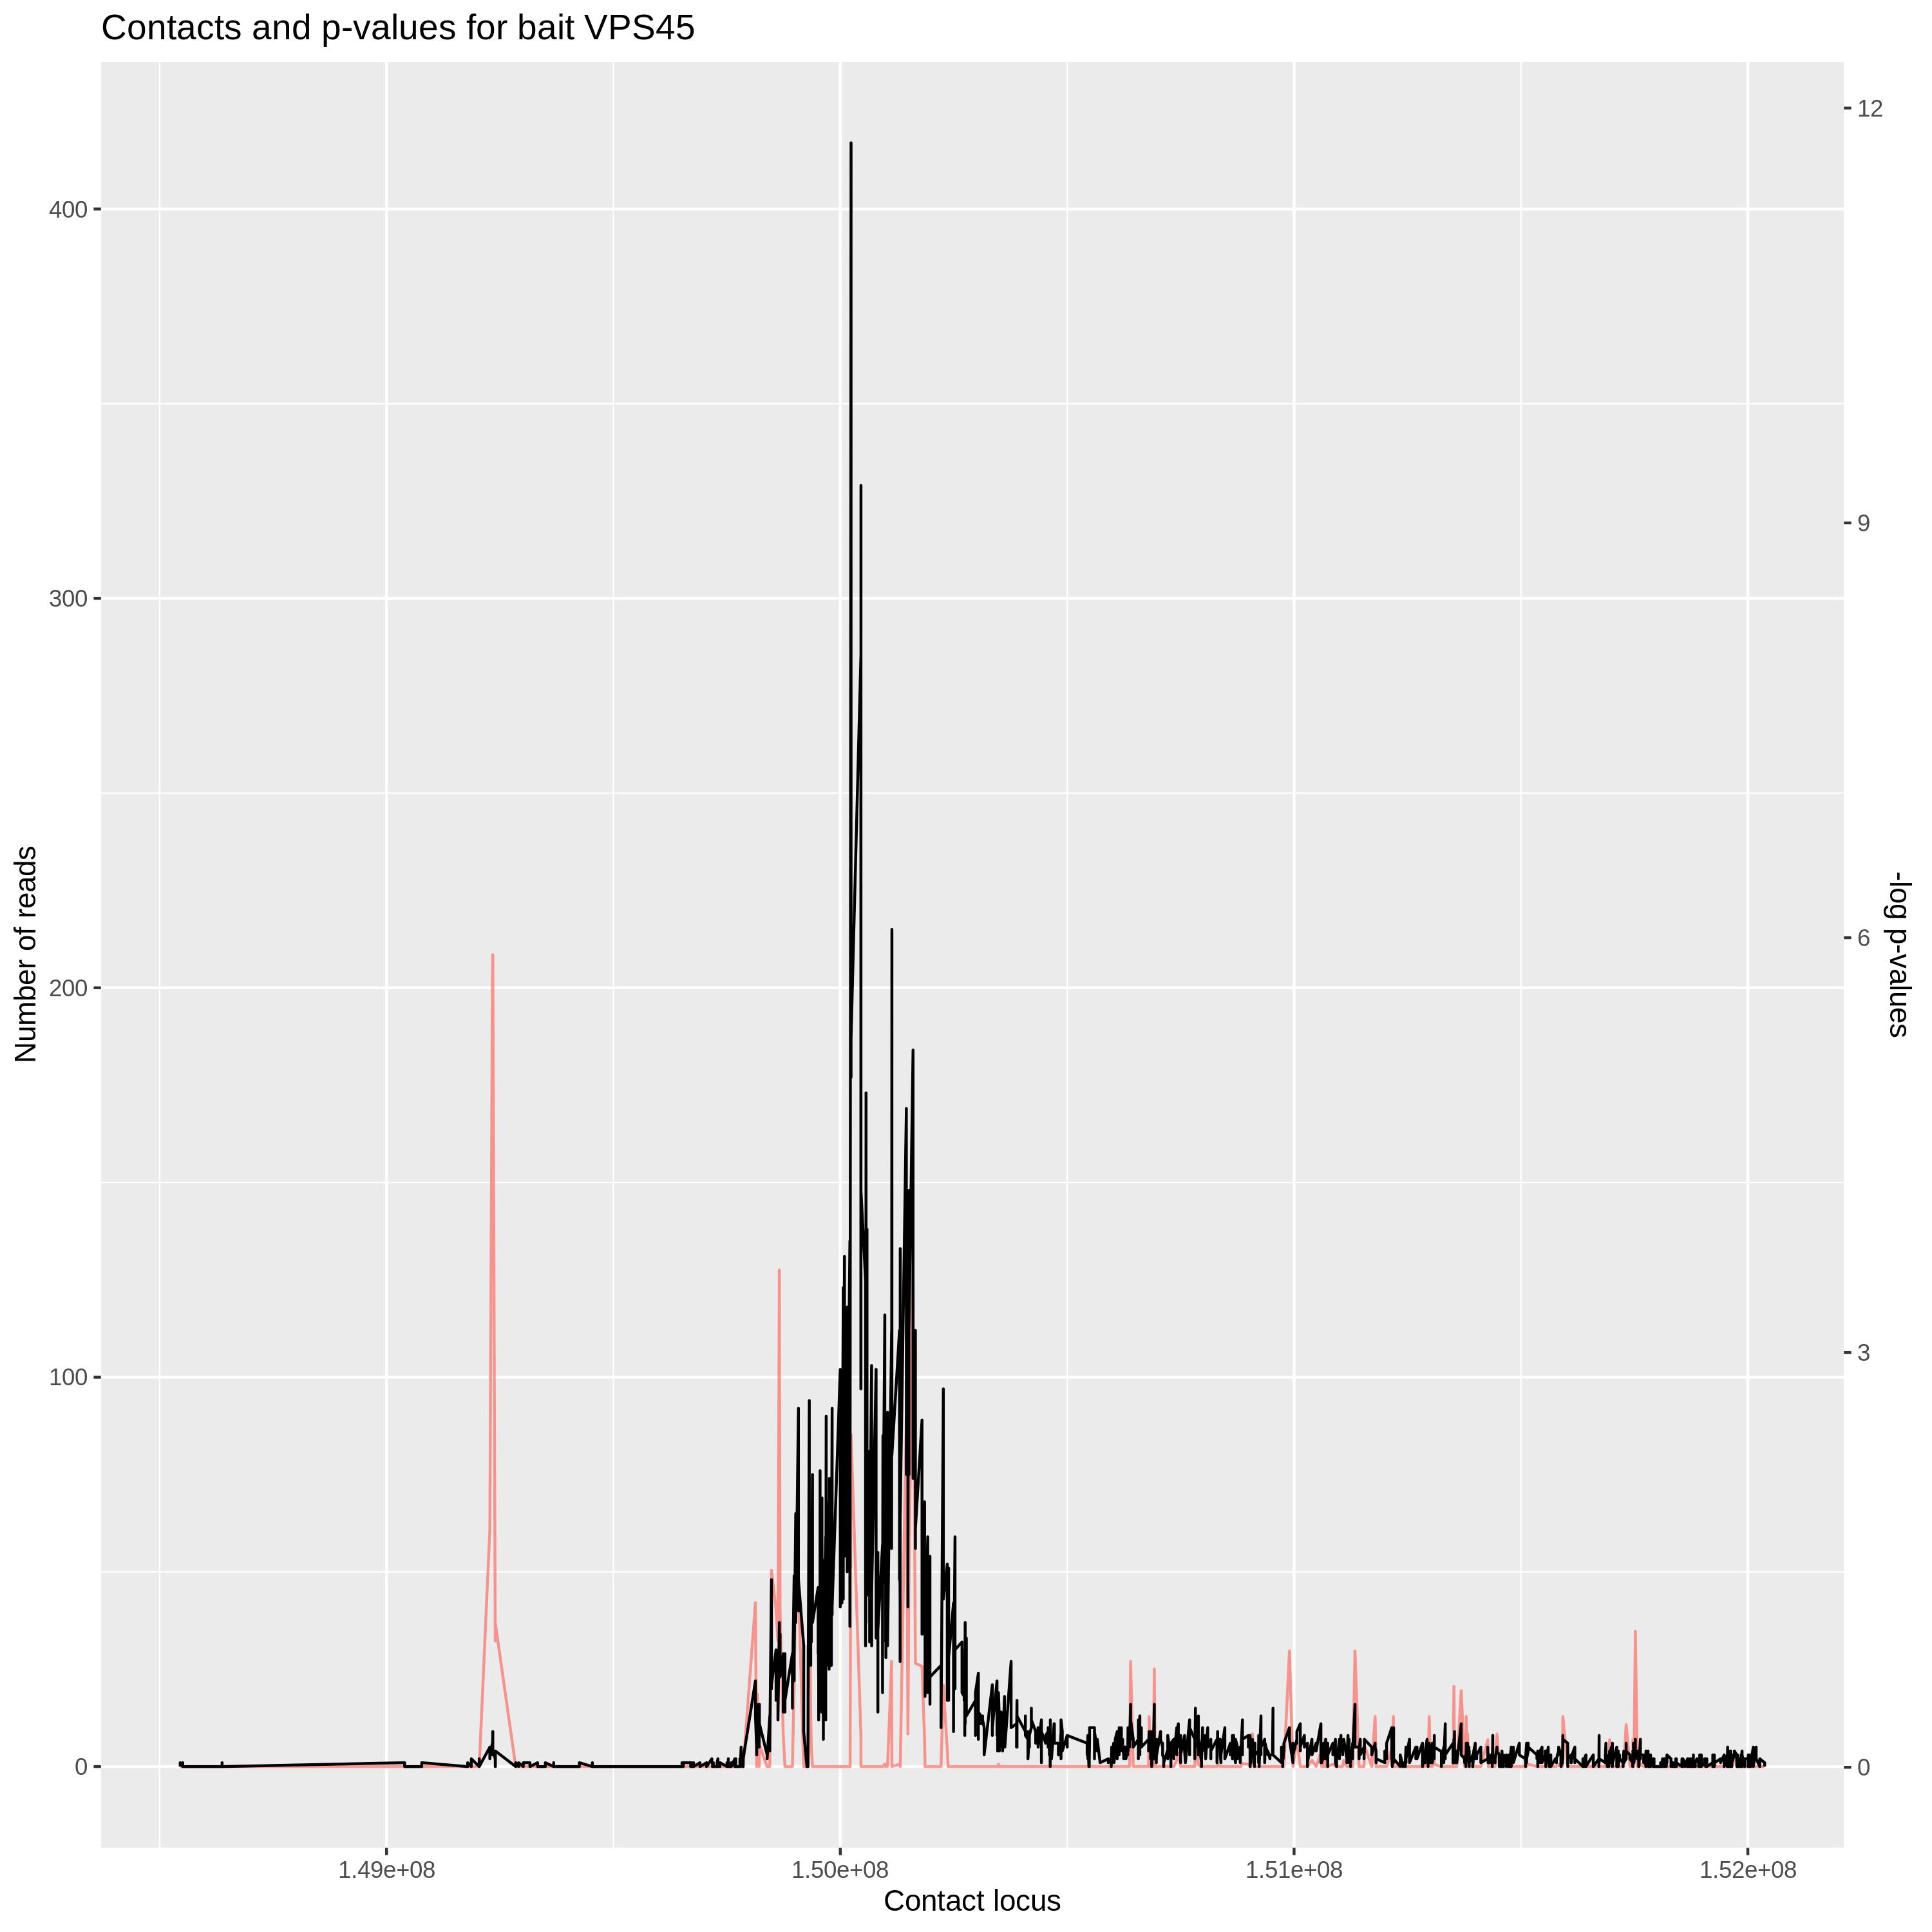 Contacts and p-values for bait VPS45
Number of reads
400
300
200
100
0
12
9
6
3
0
-log p-values
1.49e+08
1.50e+08
1.51e+08
1.52e+08
Contact locus